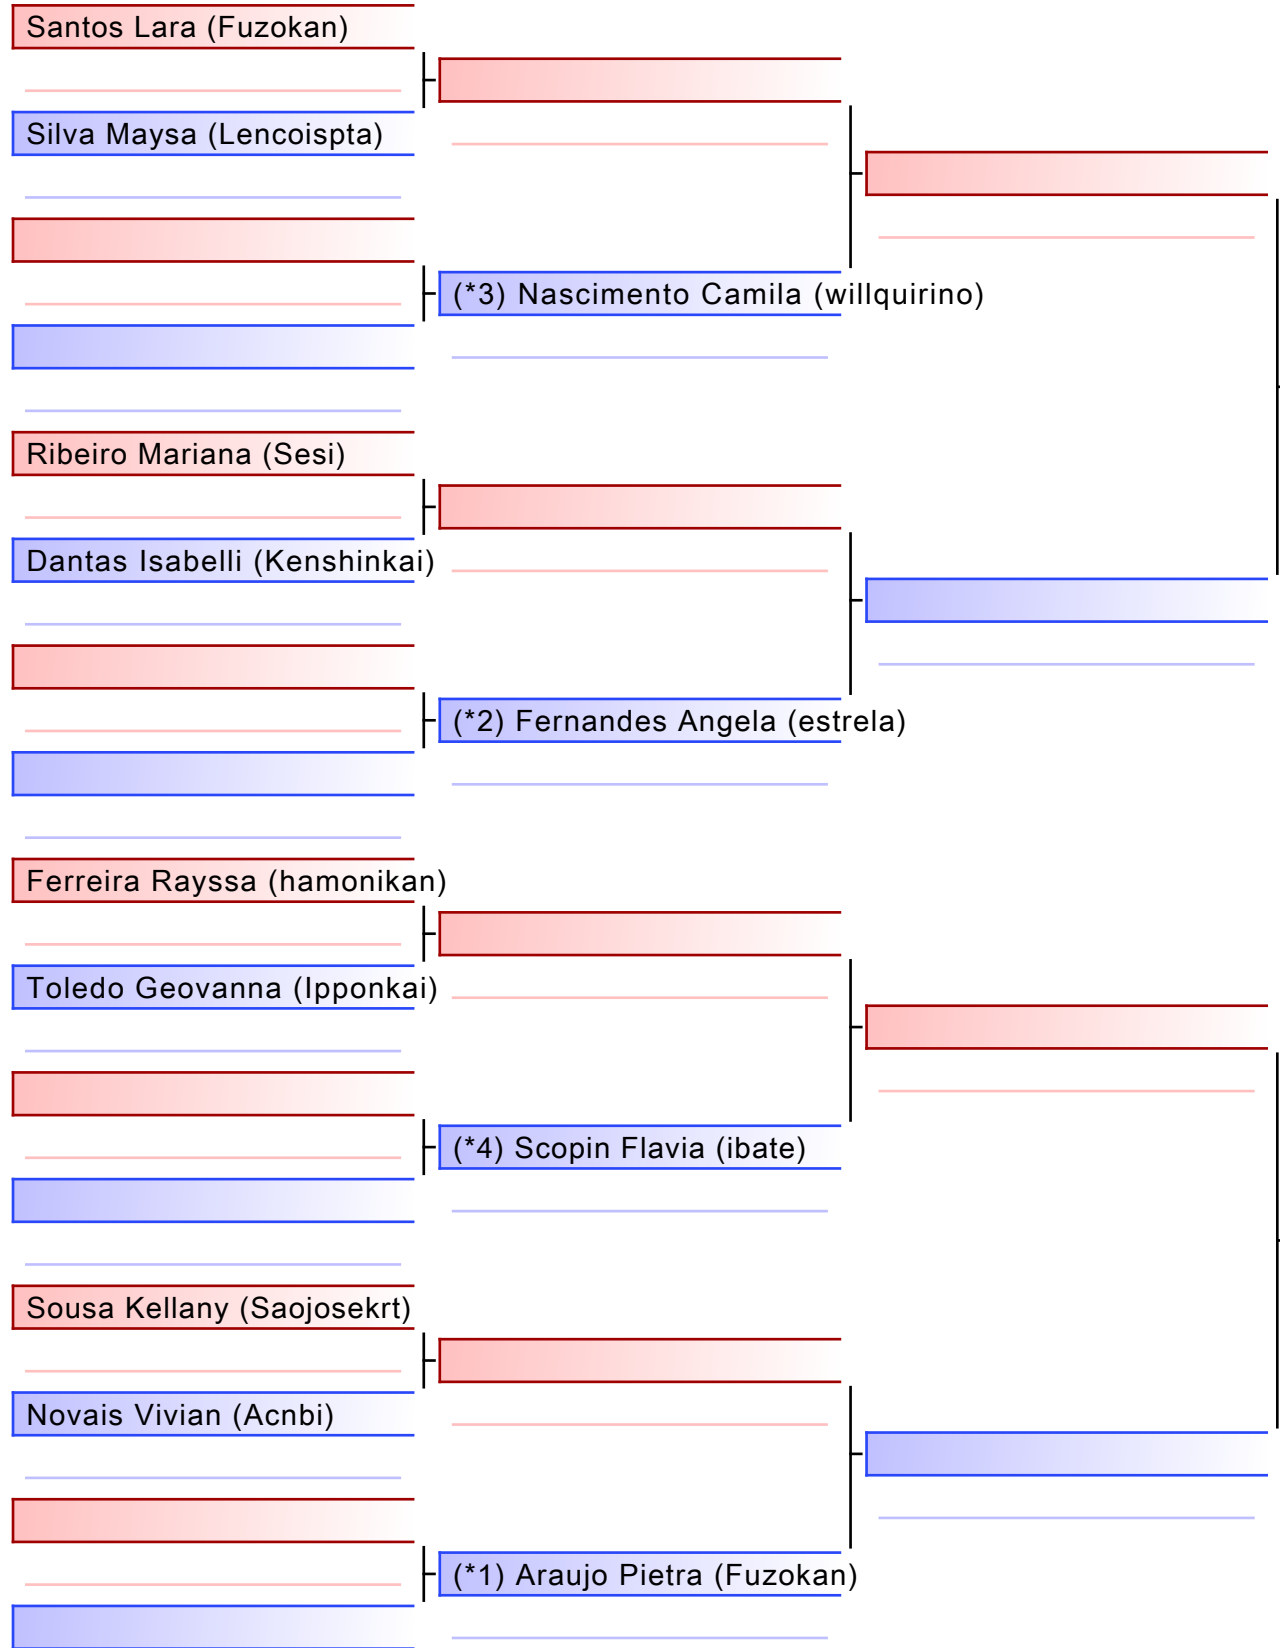 Santos Lara (Fuzokan)
Silva Maysa (Lencoispta)
(*3) Nascimento Camila (willquirino)
Ribeiro Mariana (Sesi)
Dantas Isabelli (Kenshinkai)
(*2) Fernandes Angela (estrela)
Ferreira Rayssa (hamonikan)
Toledo Geovanna (Ipponkai)
(*4) Scopin Flavia (ibate)
Sousa Kellany (Saojosekrt)
Novais Vivian (Acnbi)
(*1) Araujo Pietra (Fuzokan)